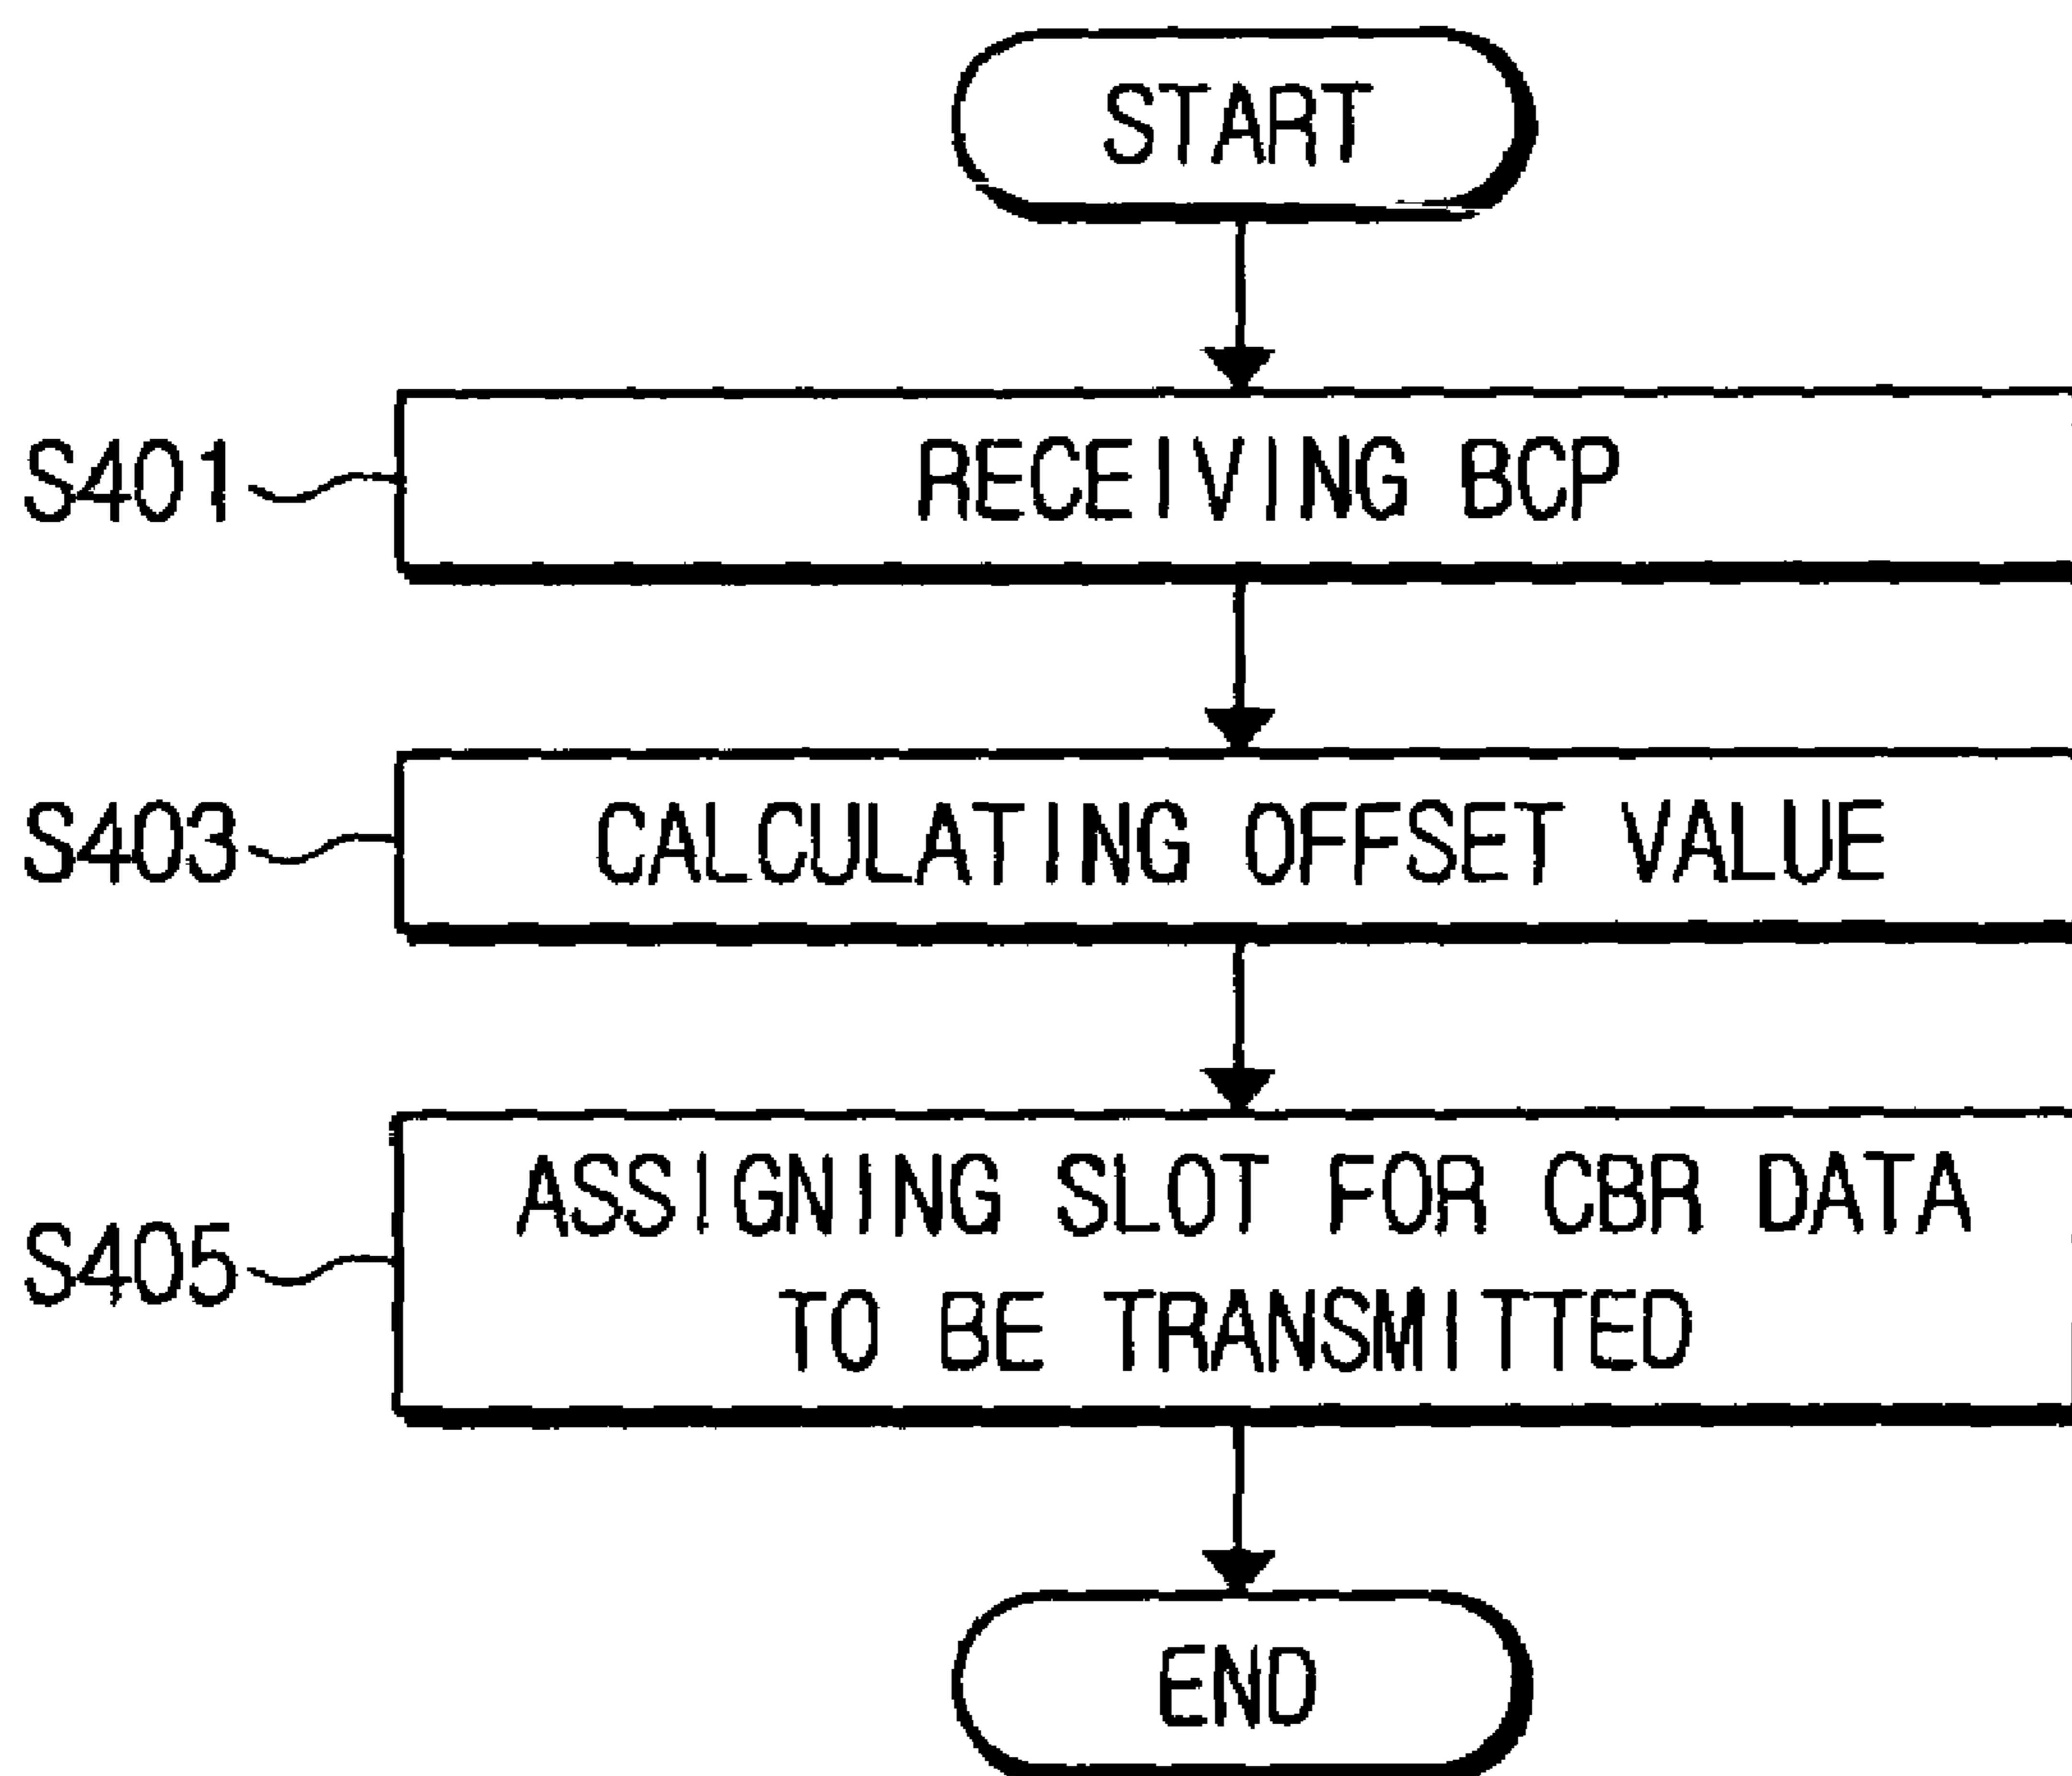 START
S401
RECEIVING BCP
S403
CALCULATING OFFSET VALUE
S405
ASSIGNING SLOT FOR CBR DATA
TO BE TRANSMITTED
END